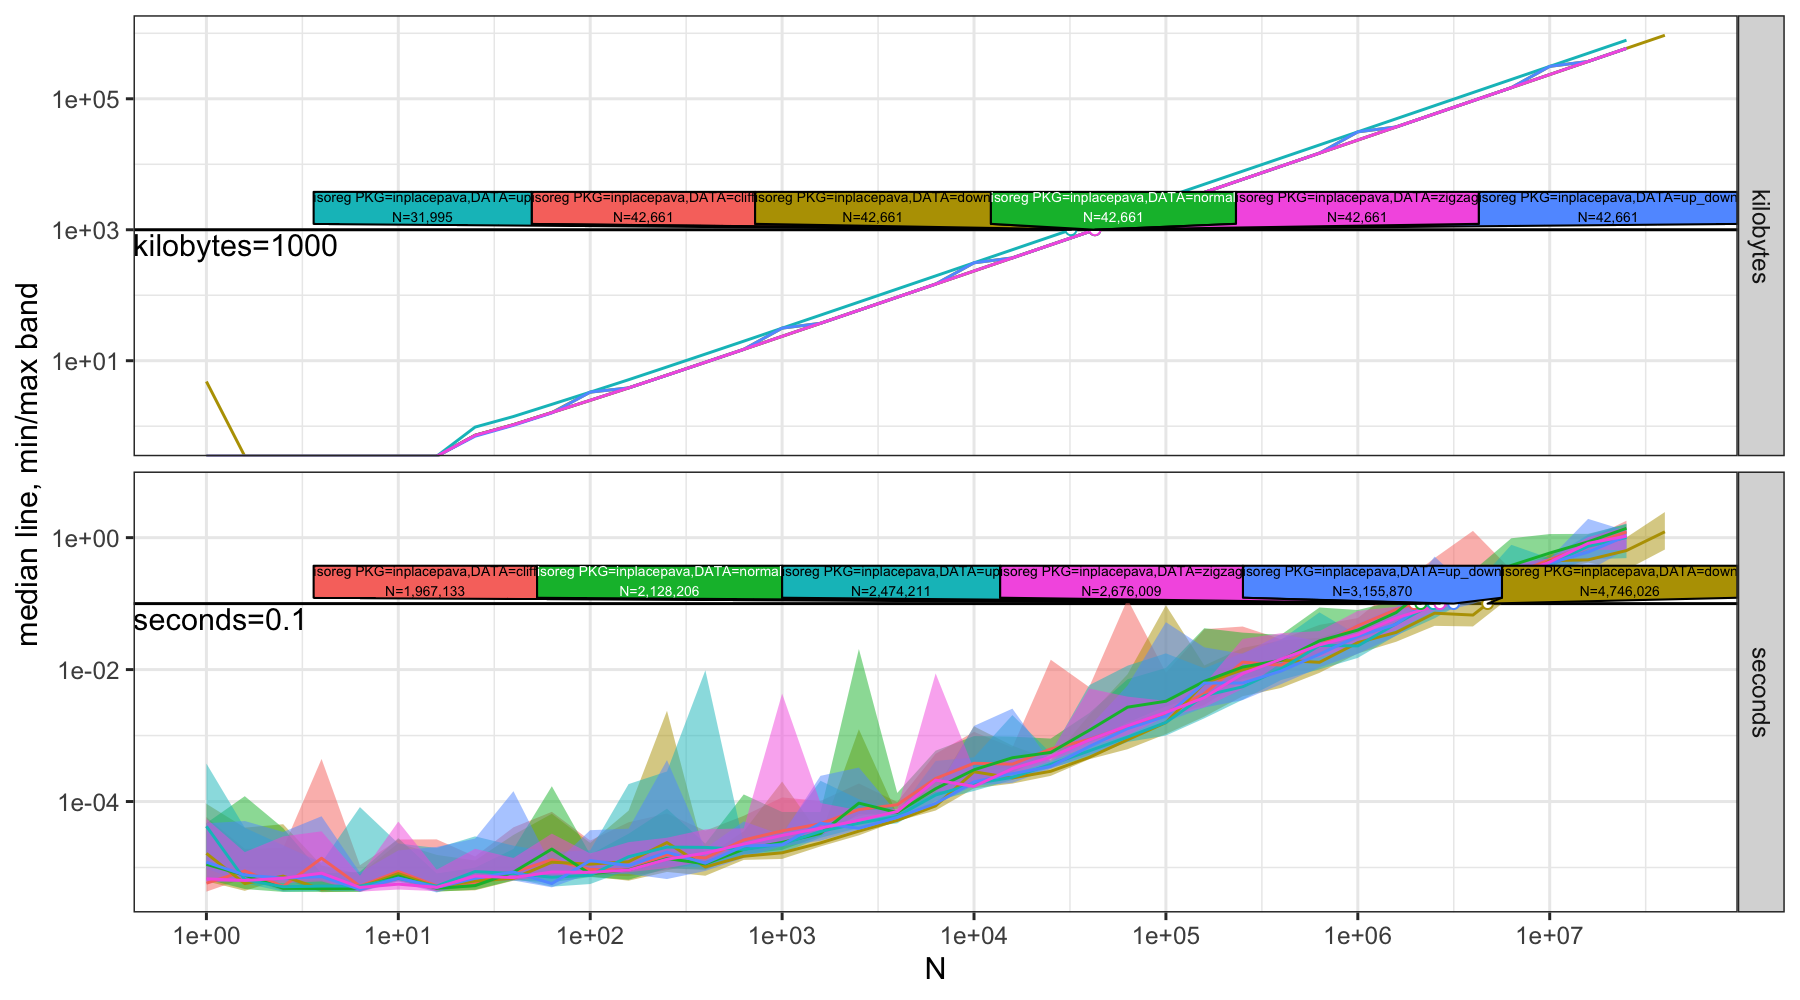 1e+05
1e+03
1e+01
isoreg PKG=inplacepava,DATA=up
N=31,995
isoreg PKG=inplacepava,DATA=cliff
N=42,661
isoreg PKG=inplacepava,DATA=down
N=42,661
isoreg PKG=inplacepava,DATA=normal
N=42,661
isoreg PKG=inplacepava,DATA=zigzag
N=42,661
isoreg PKG=inplacepava,DATA=up_down
N=42,661
kilobytes=1000
kilobytes
median line, min/max band
1e+00
1e-02
1e-04
isoreg PKG=inplacepava,DATA=cliff
N=1,967,133
isoreg PKG=inplacepava,DATA=normal
N=2,128,206
isoreg PKG=inplacepava,DATA=up
N=2,474,211
isoreg PKG=inplacepava,DATA=zigzag
N=2,676,009
isoreg PKG=inplacepava,DATA=up_down
N=3,155,870
isoreg PKG=inplacepava,DATA=down
N=4,746,026
seconds=0.1
seconds
1e+00
1e+01
1e+02
1e+03
1e+04
1e+05
1e+06
1e+07
N